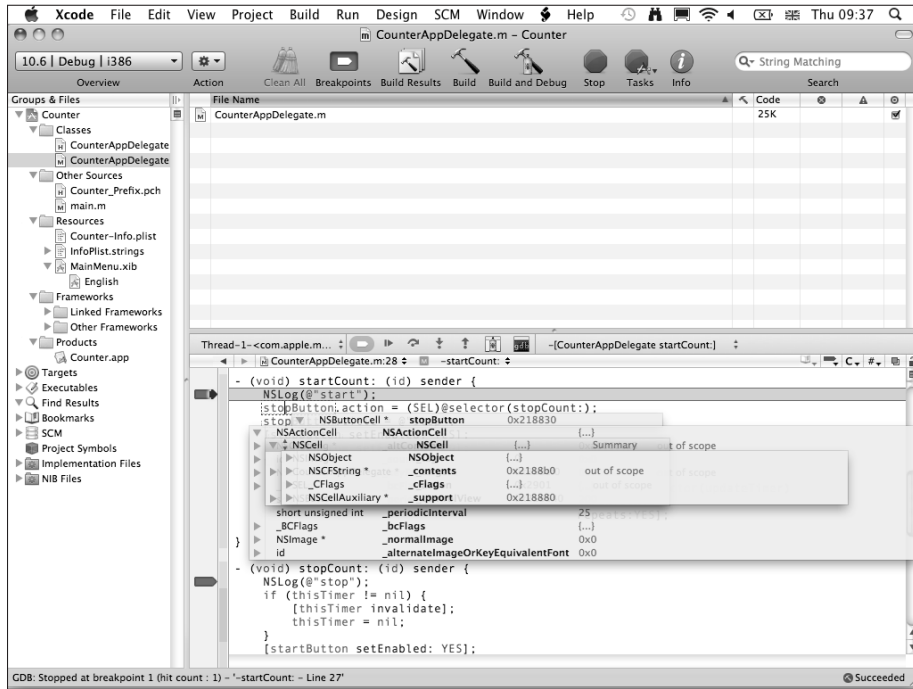 Xcode File Edit View Project Build Run Design SCM Window Help Thu 09:37
CounterAppDelegate.m – Counter
10.6 | Debug | i386
String Matching
Overview Action Clean All Breakpoints Build Results Build Build and Debug Stop Tasks Info Search
Groups & Files
Counter
Classes
CounterAppDelegate
CounterAppDelegate
Other Sources
Counter_Prefix.pch
main.m
Resources
Counter-Info.plist
InfoPlist.strings
MainMenu.xib
English
Frameworks
Linked Frameworks
Other Frameworks
Products
Counter.app
Targets
Executables
Find Results
Bookmarks
SCM
Project Symbols
Implementation Files
NIB Files
File Name Code
CounterAppDelegate.m 25K
Thread-1-<com.apple.m... gdb -[CounterAppDelegate startCount:]
CounterAppDelegate.m:28 -startCount: C, #,
- (void) startCount: (id) sender {
NSLog(@"start");
stopButton.action = (SEL)@selector(stopCount:);
stop
NSButtonCell * stopButton 0x218830
NSActionCell NSActionCell {...}
NSCell NSCell {...} Summary out of scope
NSObject NSObject {...}
NSCFString * _contents 0x2188b0 out of scope
_CFlags _cFlags {...}
NSCellAuxiliary * _support 0x218880
short unsigned int _periodicInterval 25
_BCFlags _bcFlags {...}
NSImage * _normalImage 0x0
id _alternateImageOrKeyEquivalentFont 0x0
}
- (void) stopCount: (id) sender {
NSLog(@"stop");
if (thisTimer != nil) {
[thisTimer invalidate];
thisTimer = nil;
}
[startButton setEnabled: YES];
GDB: Stopped at breakpoint 1 (hit count : 1) – '-startCount: – Line 27' Succeeded